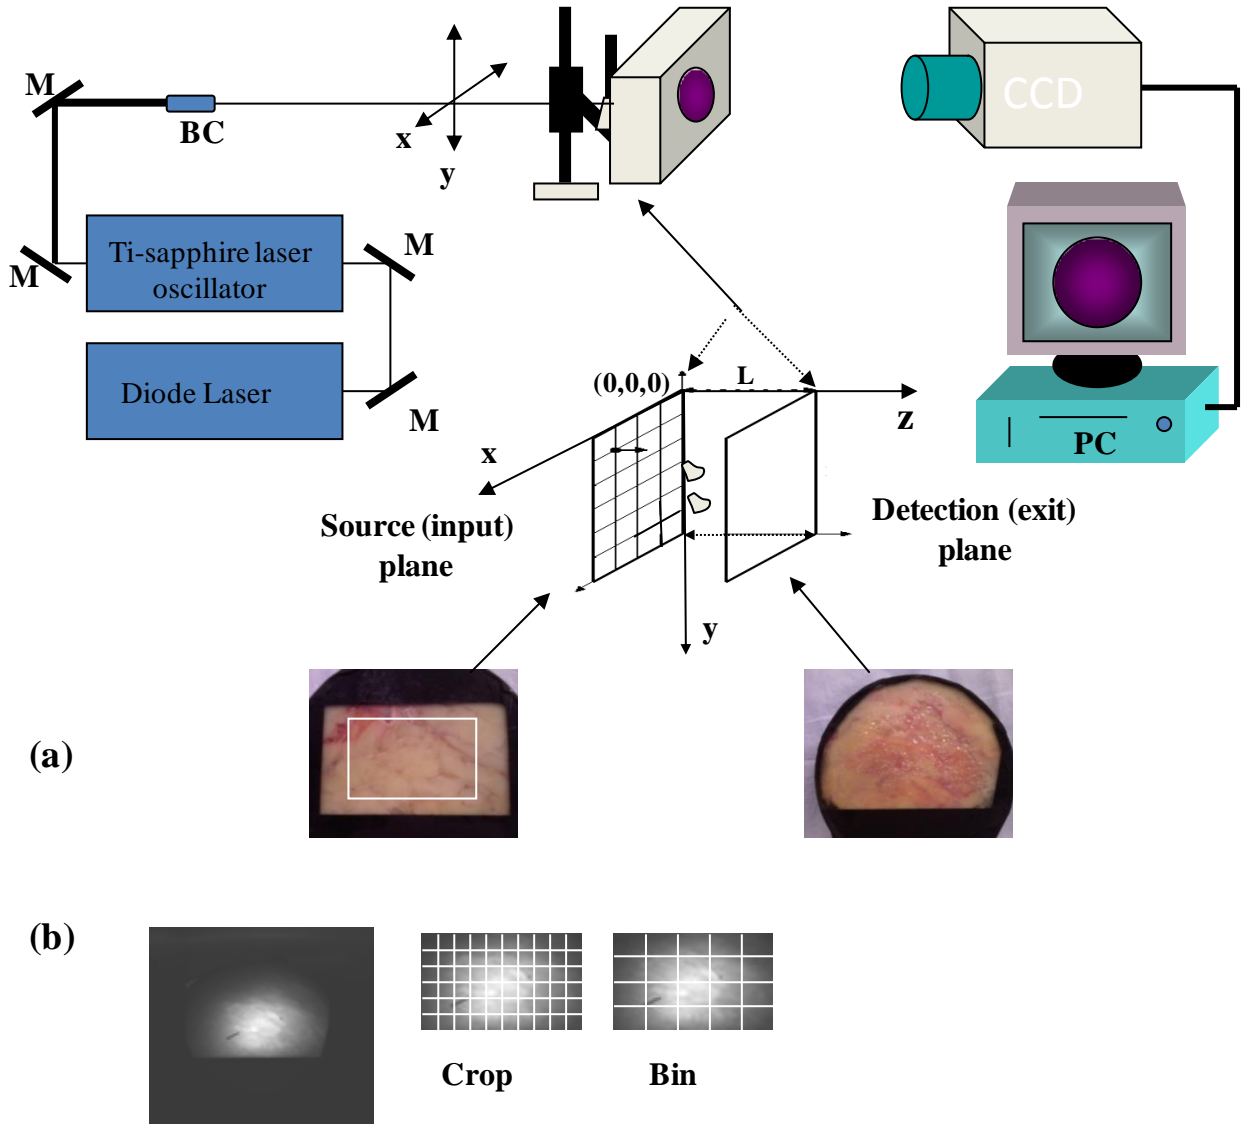 M
BC
x
y
CCD
M
Ti-sapphire laser
oscillator
M
Diode Laser
M
PC
(0,0,0)
L
z
x
Source (input)
plane
Detection (exit)
plane
y
(a)
(b)
Crop
Bin